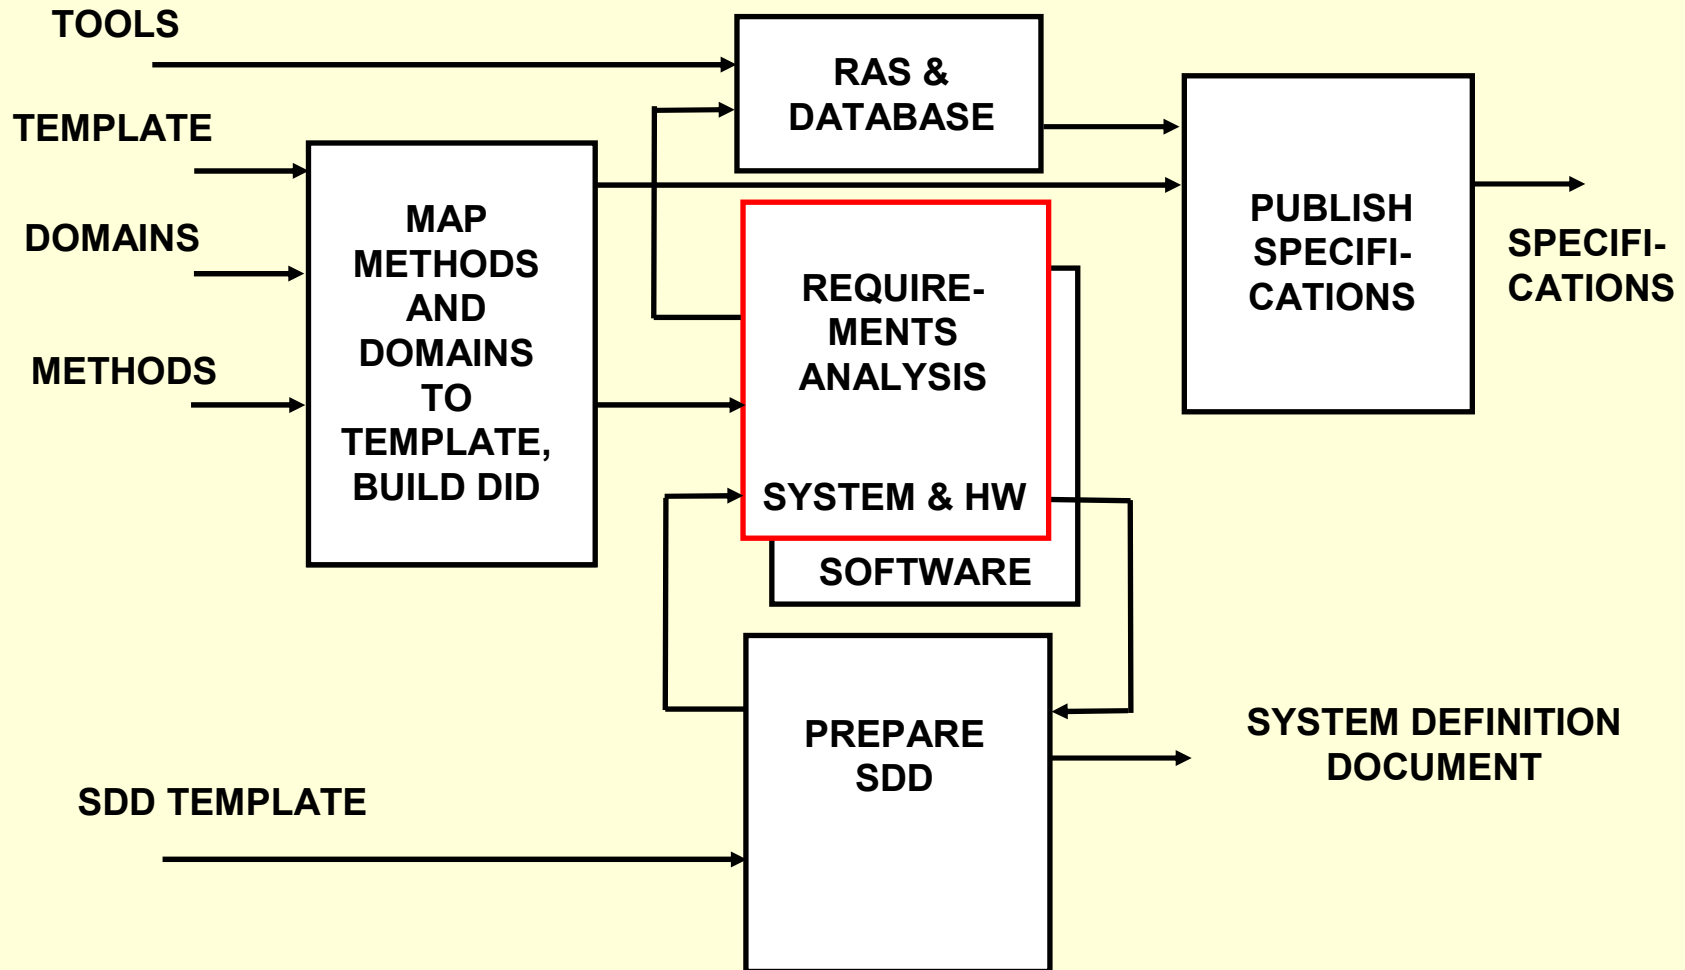 TOOLS
TEMPLATE
DOMAINS
METHODS
MAP
METHODS
AND
DOMAINS
TO
TEMPLATE,
BUILD DID
RAS &
DATABASE
REQUIRE-
MENTS
ANALYSIS
SYSTEM & HW
SOFTWARE
PUBLISH
SPECIFI-
CATIONS
SPECIFI-
CATIONS
PREPARE
SDD
SYSTEM DEFINITION
DOCUMENT
SDD TEMPLATE